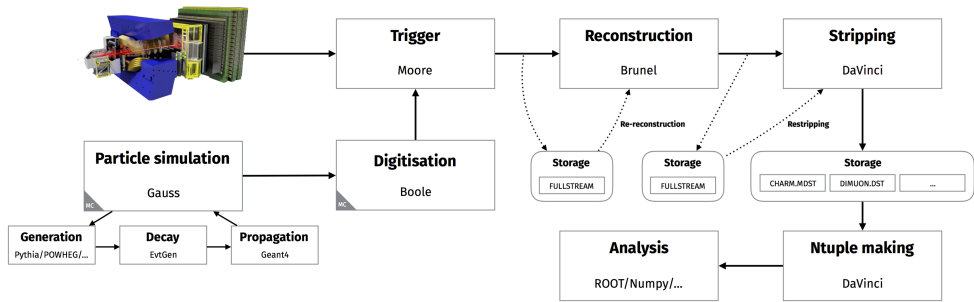 Trigger
Moore
Reconstruction
Brunel
Stripping
DaVinci
Re-reconstruction
Restripping
Particle simulation
Gauss
MC
Digitisation
Boole
MC
Storage
FULLSTREAM
Storage
FULLSTREAM
Storage
CHARM.MDST
DIMUON.DST
...
Generation
Pythia/POWHEG/...
Decay
EvtGen
Propagation
Geant4
Analysis
ROOT/Numpy/...
Ntuple making
DaVinci